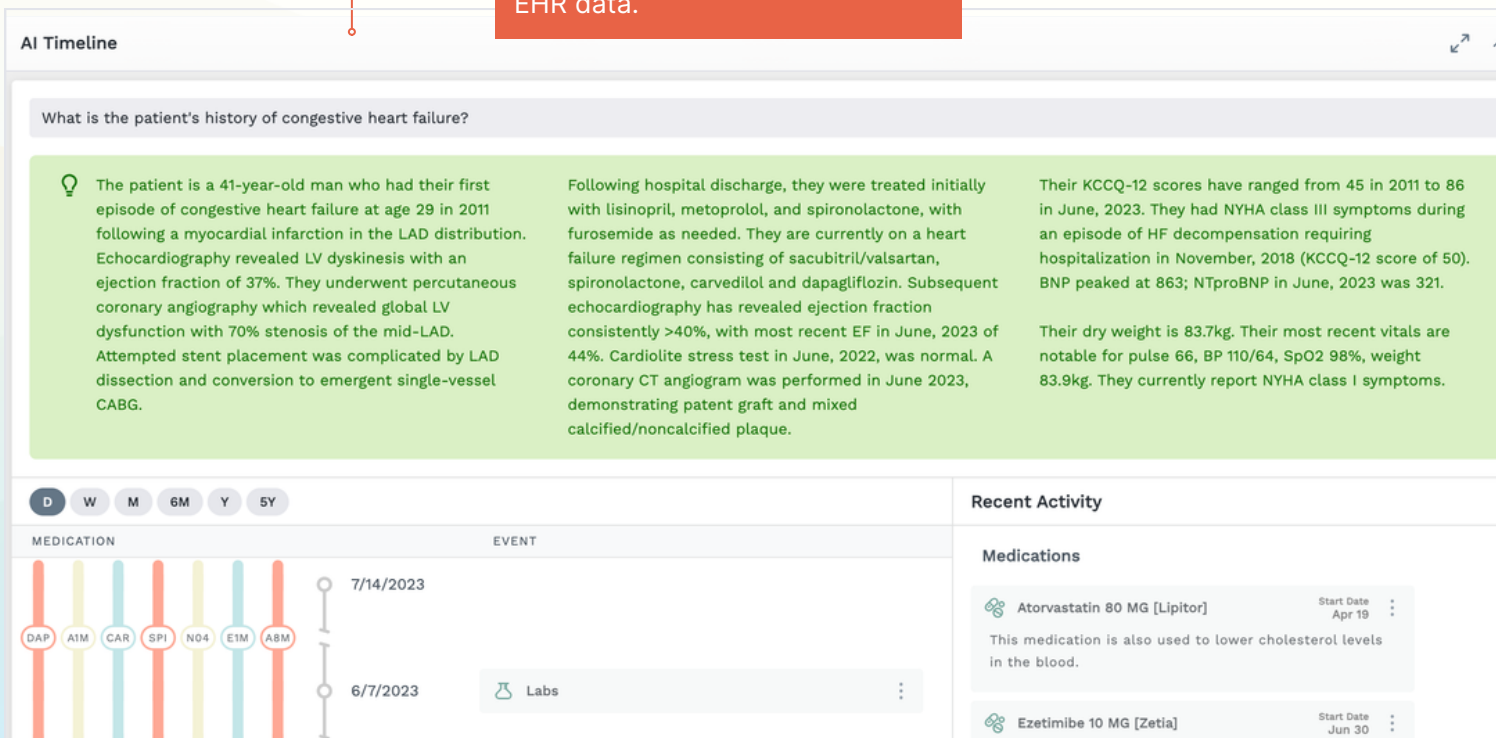 EHR data.
AI Timeline
What is the patient's history of congestive heart failure?
The patient is a 41-year-old man who had their first
episode of congestive heart failure at age 29 in 2011
following a myocardial infarction in the LAD distribution.
Echocardiography revealed LV dyskinesis with an
ejection fraction of 37%. They underwent percutaneous
coronary angiography which revealed global LV
dysfunction with 70% stenosis of the mid-LAD.
Attempted stent placement was complicated by LAD
dissection and conversion to emergent single-vessel
CABG.
Following hospital discharge, they were treated initially
with lisinopril, metoprolol, and spironolactone, with
furosemide as needed. They are currently on a heart
failure regimen consisting of sacubitril/valsartan,
spironolactone, carvedilol and dapagliflozin. Subsequent
echocardiography has revealed ejection fraction
consistently >40%, with most recent EF in June, 2023 of
44%. Cardiolite stress test in June, 2022, was normal. A
coronary CT angiogram was performed in June 2023,
demonstrating patent graft and mixed
calcified/noncalcified plaque.
Their KCCQ-12 scores have ranged from 45 in 2011 to 86
in June, 2023. They had NYHA class III symptoms during
an episode of HF decompensation requiring
hospitalization in November, 2018 (KCCQ-12 score of 50).
BNP peaked at 863; NTproBNP in June, 2023 was 321.
Their dry weight is 83.7kg. Their most recent vitals are
notable for pulse 66, BP 110/64, SpO2 98%, weight
83.9kg. They currently report NYHA class I symptoms.
D W M 6M Y 5Y
MEDICATION EVENT
7/14/2023
DAP A1M CAR SPI N04 E1M A8M
6/7/2023 Labs
Recent Activity
Medications
Atorvastatin 80 MG [Lipitor] Start Date
Apr 19
This medication is also used to lower cholesterol levels
in the blood.
Ezetimibe 10 MG [Zetia] Start Date
Jun 30